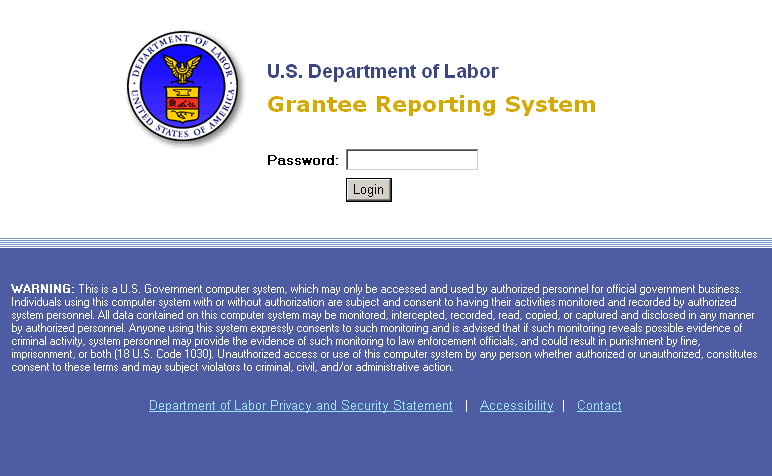 DEPARTMENT OF LABOR
UNITED STATES OF AMERICA
U.S. Department of Labor
Grantee Reporting System
Password:
Login
WARNING: This is a U.S. Government computer system, which may only be accessed and used by authorized personnel for official government business.
Individuals using this computer system with or without authorization are subject and consent to having their activities monitored and recorded by authorized
system personnel. All data contained on this computer system may be monitored, intercepted, recorded, read, copied, or captured and disclosed in any manner
by authorized personnel. Anyone using this system expressly consents to such monitoring and is advised that if such monitoring reveals possible evidence of
criminal activity, system personnel may provide the evidence of such monitoring to law enforcement officials, and could result in punishment by fine,
imprisonment, or both (18 U.S. Code 1030). Unauthorized access or use of this computer system by any person whether authorized or unauthorized, constitutes
consent to these terms and may subject violators to criminal, civil, and/or administrative action.
Department of Labor Privacy and Security Statement | Accessibility | Contact